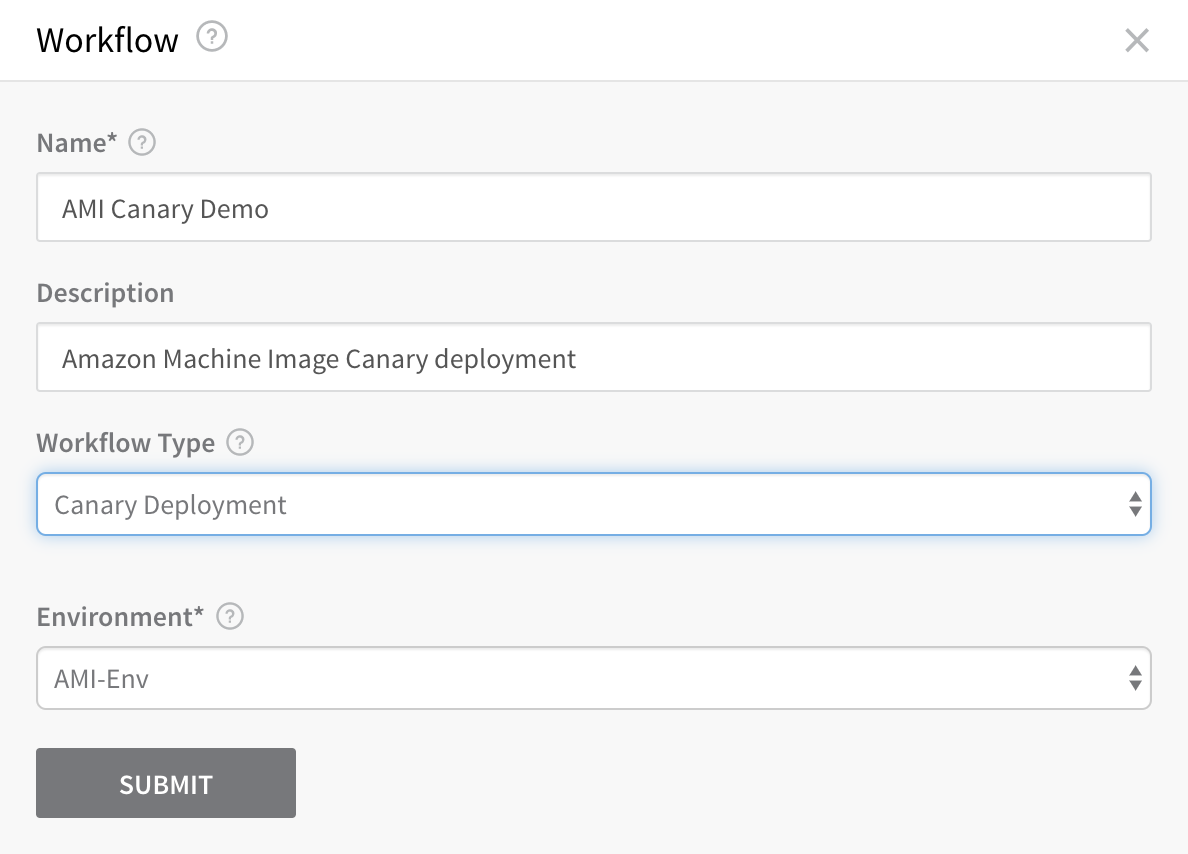 Workflow ?
Name* ?
AMI Canary Demo
Description
Amazon Machine Image Canary deployment
Workflow Type ?
Canary Deployment
Environment* ?
AMI-Env
SUBMIT